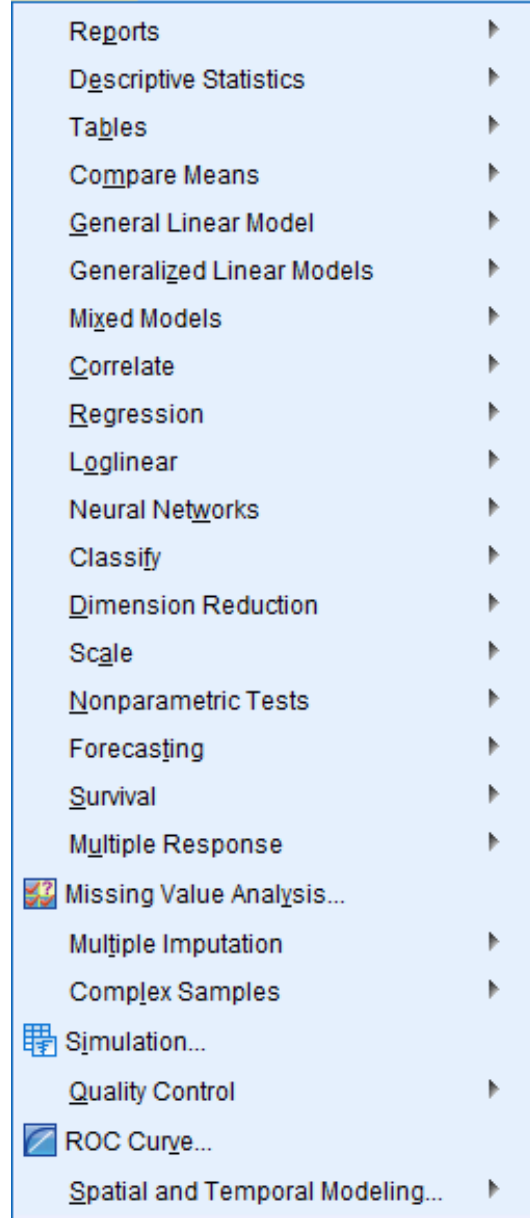 Reports
Descriptive Statistics
Tables
Compare Means
General Linear Model
Generalized Linear Models
Mixed Models
Correlate
Regression
Loglinear
Neural Networks
Classify
Dimension Reduction
Scale
Nonparametric Tests
Forecasting
Survival
Multiple Response
Missing Value Analysis...
Multiple Imputation
Complex Samples
Simulation...
Quality Control
ROC Curve...
Spatial and Temporal Modeling...